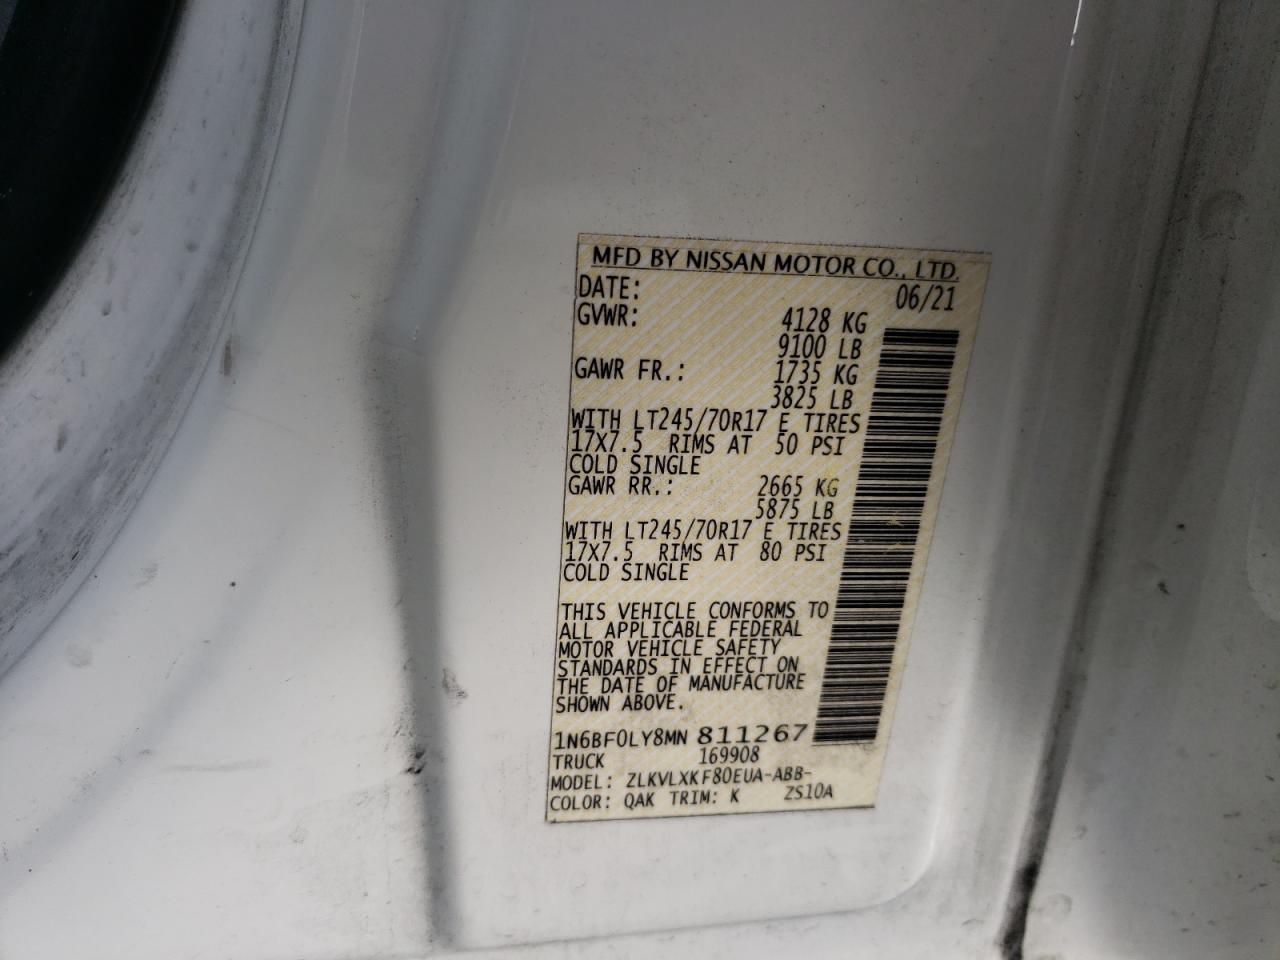 MFD BY NISSAN MOTOR CO., LTD.
DATE: 06/21
GVWR: 4128 KG
9100 LB
GAWR FR.: 1735 KG
3825 LB
WITH LT245/70R17 E TIRES
17X7.5 RIMS AT 50 PSI
COLD SINGLE
GAWR RR.: 2665 KG
5875 LB
WITH LT245/70R17 E TIRES
17X7.5 RIMS AT 80 PSI
COLD SINGLE
THIS VEHICLE CONFORMS TO
ALL APPLICABLE FEDERAL
MOTOR VEHICLE SAFETY
STANDARDS IN EFFECT ON
THE DATE OF MANUFACTURE
SHOWN ABOVE.
1N6BF0LY8MN 811267
TRUCK 169908
MODEL: ZLKVLXKF80EUA-ABB-
COLOR: QAK TRIM: K ZS10A